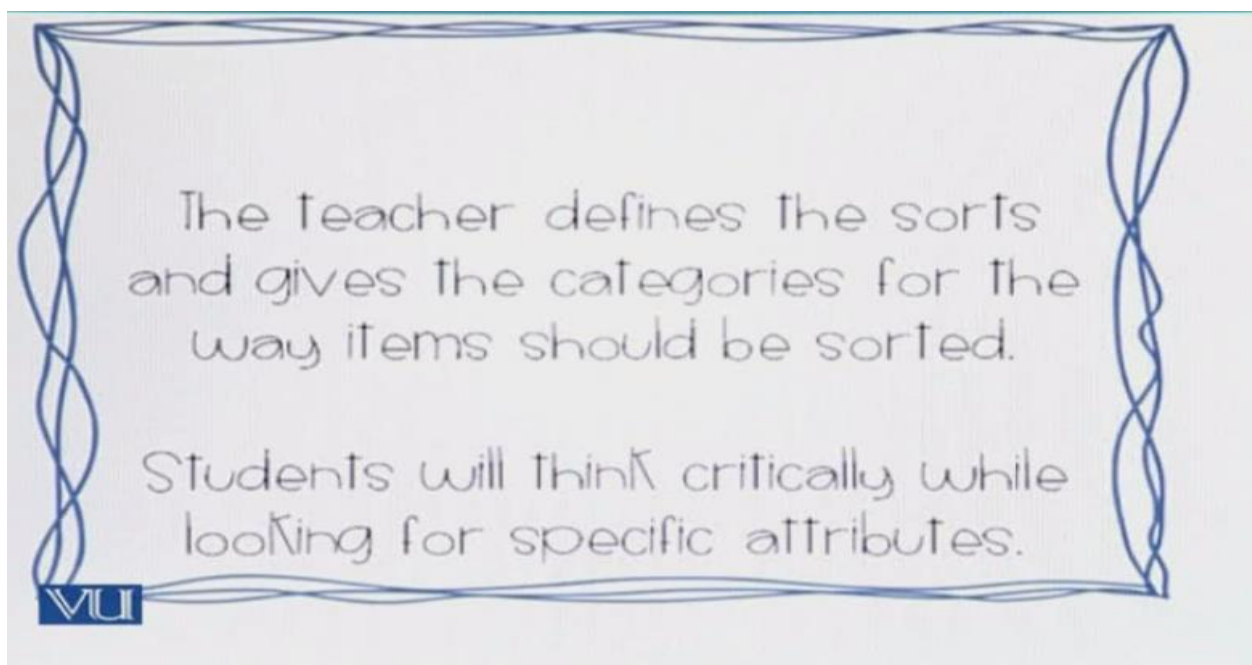 The teacher defines the sorts
and gives the categories for the
way items should be sorted.
Students will think critically while
looking for specific attributes.
VU